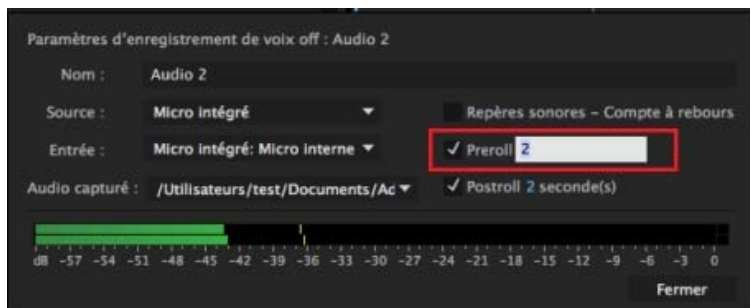 Paramètres d'enregistrement de voix off : Audio 2
Nom : Audio 2
Source : Micro intégré Repères sonores – Compte à rebours
Entrée : Micro intégré: Micro interne Preroll 2
Audio capturé : /Utilisateurs/test/Documents/Ac Postroll 2 seconde(s)
dB -57 -54 -51 -48 -45 -42 -39 -36 -33 -30 -27 -24 -21 -18 -15 -12 -9 -6 -3 0
Fermer